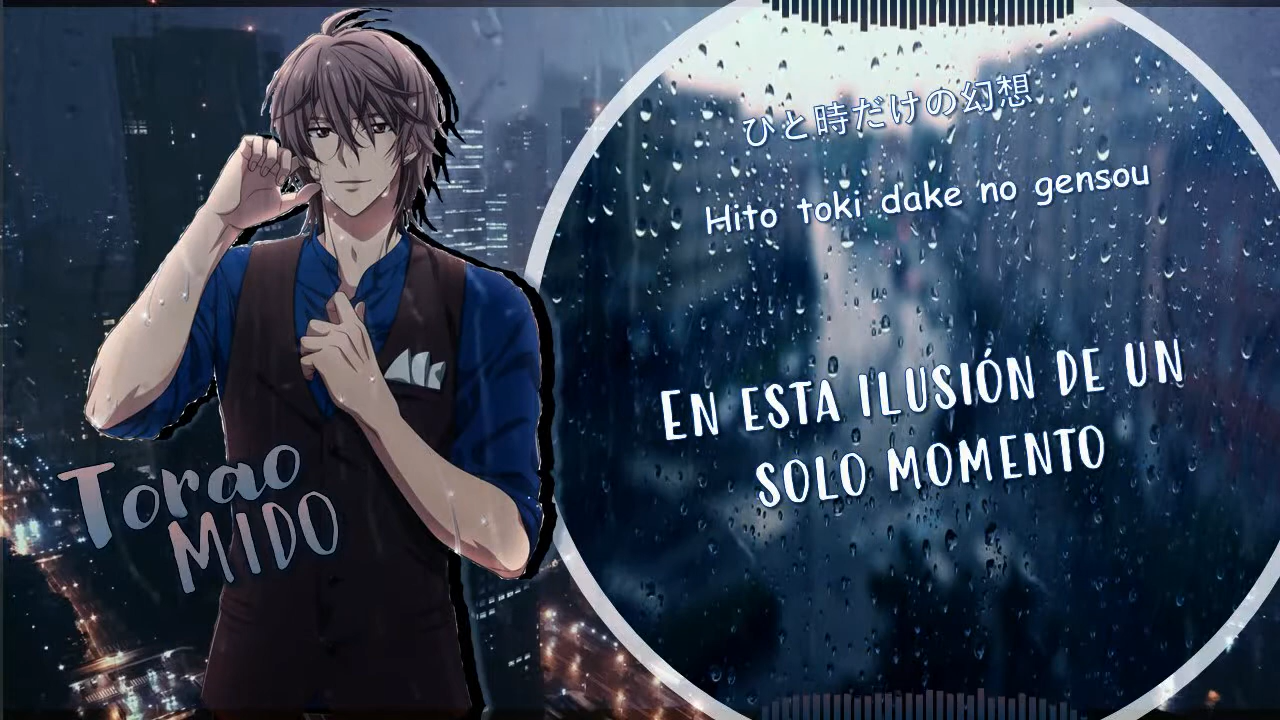 ひと時だけの幻想
Hito toki dake no gensou
En esta ilusión de un
solo momento
Torao
Mido